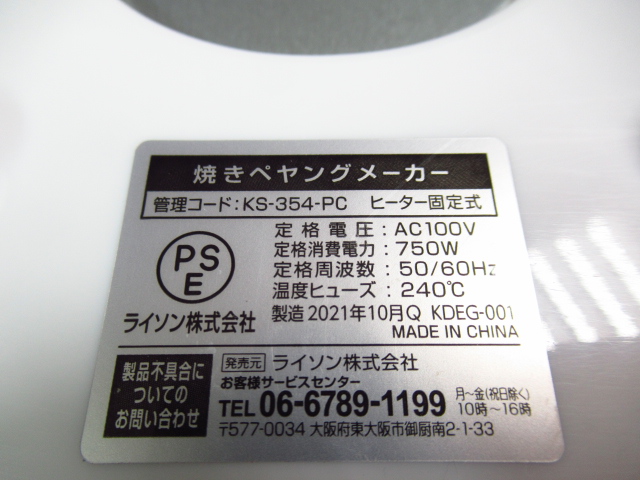 焼きペヤングメーカー
管理コード:KS-354-PC ヒーター固定式
PS
E
ライソン株式会社
定格電圧:AC100V
定格消費電力:750W
定格周波数:50/60Hz
温度ヒューズ:240℃
製造 2021年10月Q KDEG-001
MADE IN CHINA
製品不具合に
ついての
お問い合わせ
発売元 ライソン株式会社
お客様サービスセンター
TEL 06-6789-1199 月~金(祝日除く)
10時~16時
〒577-0034 大阪府東大阪市御厨南2-1-33